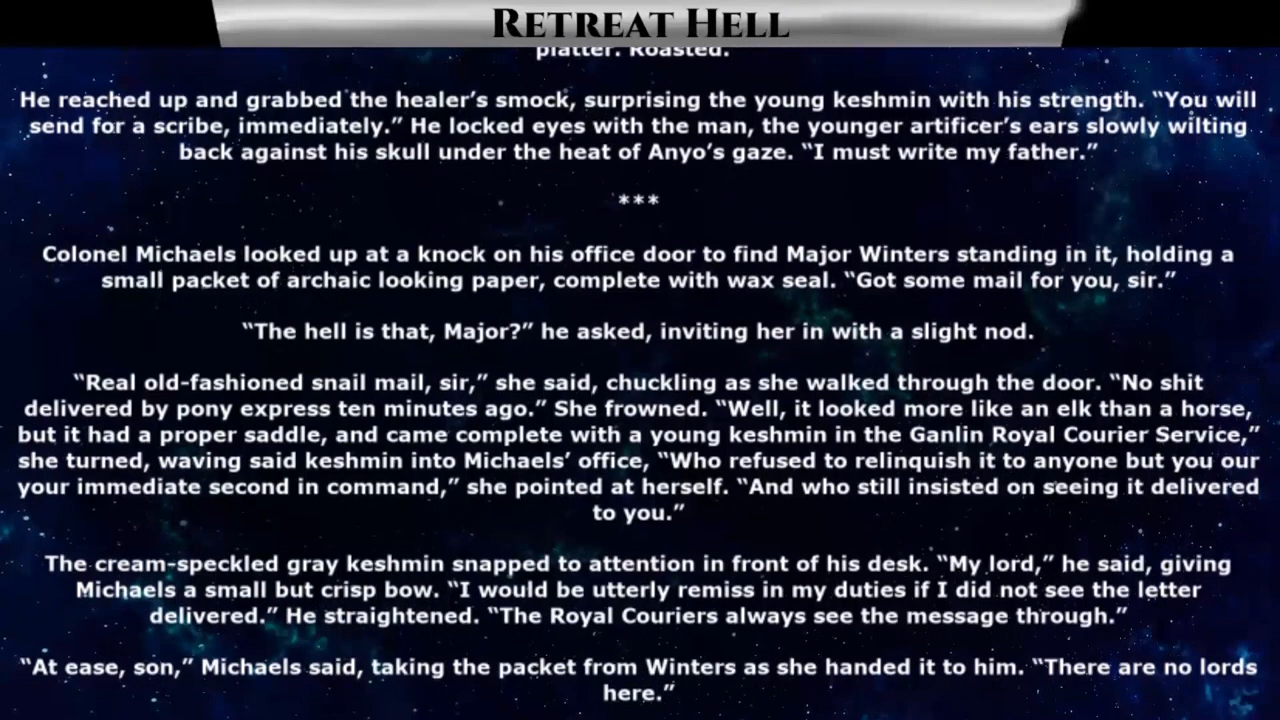 RETREAT HELL
platter. Roasted.
He reached up and grabbed the healer’s smock, surprising the young keshmin with his strength. “You will
send for a scribe, immediately.” He locked eyes with the man, the younger artificer’s ears slowly wilting
back against his skull under the heat of Anyo’s gaze. “I must write my father.”
***
Colonel Michaels looked up at a knock on his office door to find Major Winters standing in it, holding a
small packet of archaic looking paper, complete with wax seal. “Got some mail for you, sir.”
“The hell is that, Major?” he asked, inviting her in with a slight nod.
“Real old-fashioned snail mail, sir,” she said, chuckling as she walked through the door. “No shit
delivered by pony express ten minutes ago.” She frowned. “Well, it looked more like an elk than a horse,
but it had a proper saddle, and came complete with a young keshmin in the Ganlin Royal Courier Service,”
she turned, waving said keshmin into Michaels’ office, “Who refused to relinquish it to anyone but you our
your immediate second in command,” she pointed at herself. “And who still insisted on seeing it delivered
to you.”
The cream-speckled gray keshmin snapped to attention in front of his desk. “My lord,” he said, giving
Michaels a small but crisp bow. “I would be utterly remiss in my duties if I did not see the letter
delivered.” He straightened. “The Royal Couriers always see the message through.”
“At ease, son,” Michaels said, taking the packet from Winters as she handed it to him. “There are no lords
here.”